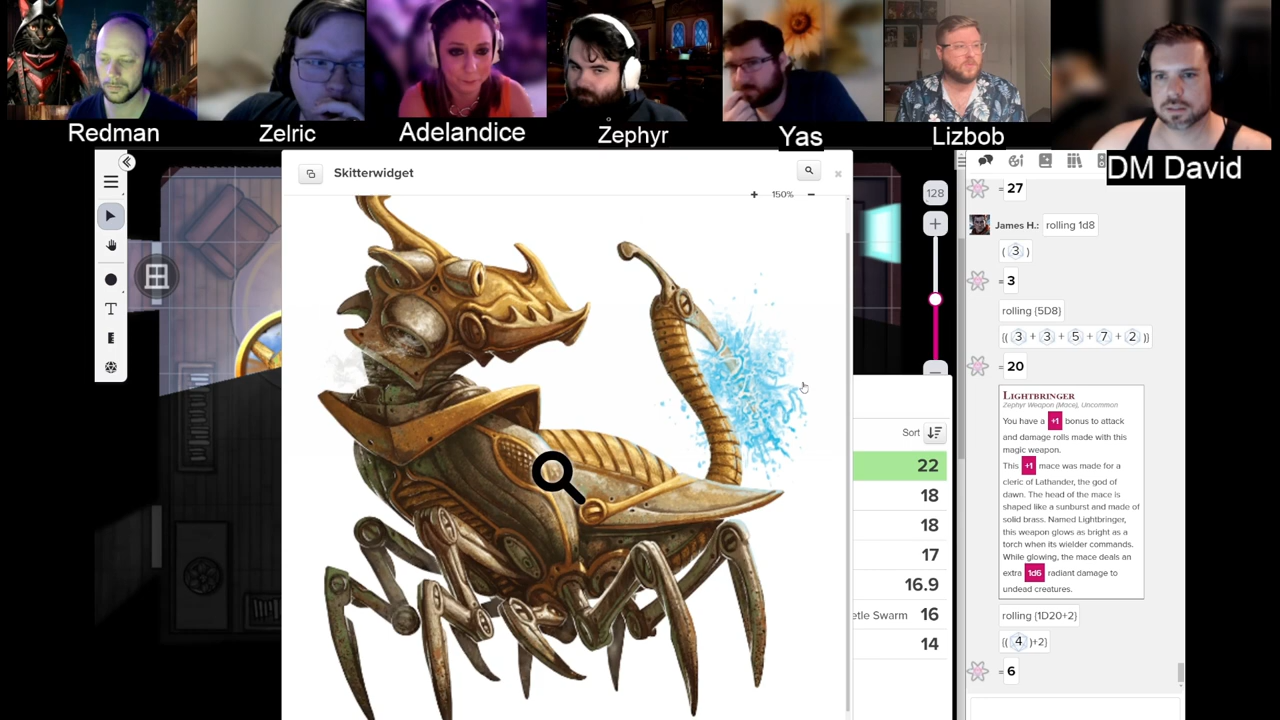 Redman
Zelric
Adelandice
Zephyr
Yas
Lizbob
DM David
Skitterwidget
150%
128
= 27
James H.: rolling 1d8
( 3 )
= 3
rolling {5D8}
{( 3 + 3 + 5 + 7 + 2 )}
= 20
LIGHTBRINGER
Zephyr Weapon (Mace), Uncommon
You have a +1 bonus to attack
and damage rolls made with this
magic weapon.
This +1 mace was made for a
cleric of Lathander, the god of
dawn. The head of the mace is
shaped like a sunburst and made of
solid brass. Named Lightbringer,
this weapon glows as bright as a
torch when its wielder commands.
While glowing, the mace deals an
extra 1d6 radiant damage to
undead creatures.
rolling {1D20+2}
{( 4 )+2}
= 6
Sort
22
18
18
17
16.9
etle Swarm 16
14